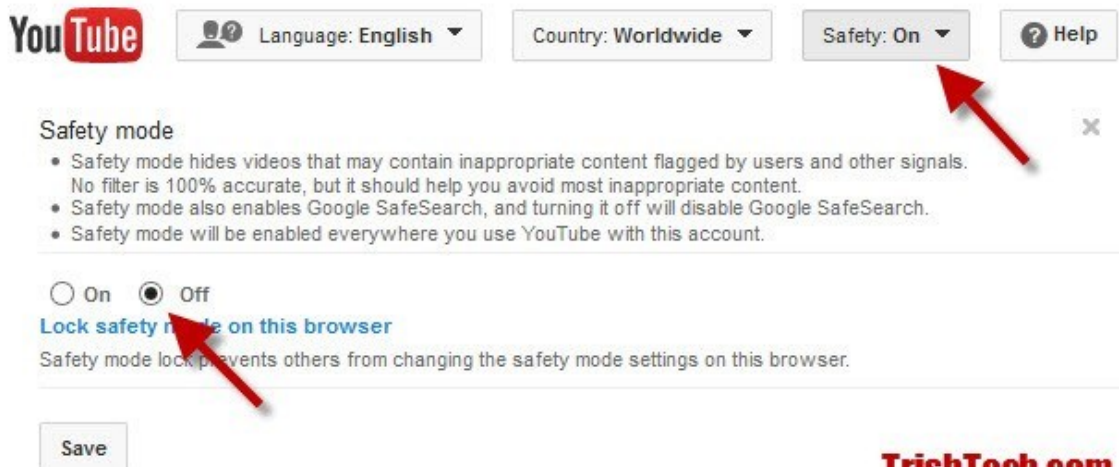 YouTube Language: English Country: Worldwide Safety: On Help
Safety mode
Safety mode hides videos that may contain inappropriate content flagged by users and other signals.
No filter is 100% accurate, but it should help you avoid most inappropriate content.
Safety mode also enables Google SafeSearch, and turning it off will disable Google SafeSearch.
Safety mode will be enabled everywhere you use YouTube with this account.
On Off
Lock safety mode on this browser
Safety mode lock prevents others from changing the safety mode settings on this browser.
Save
TrishTech.com